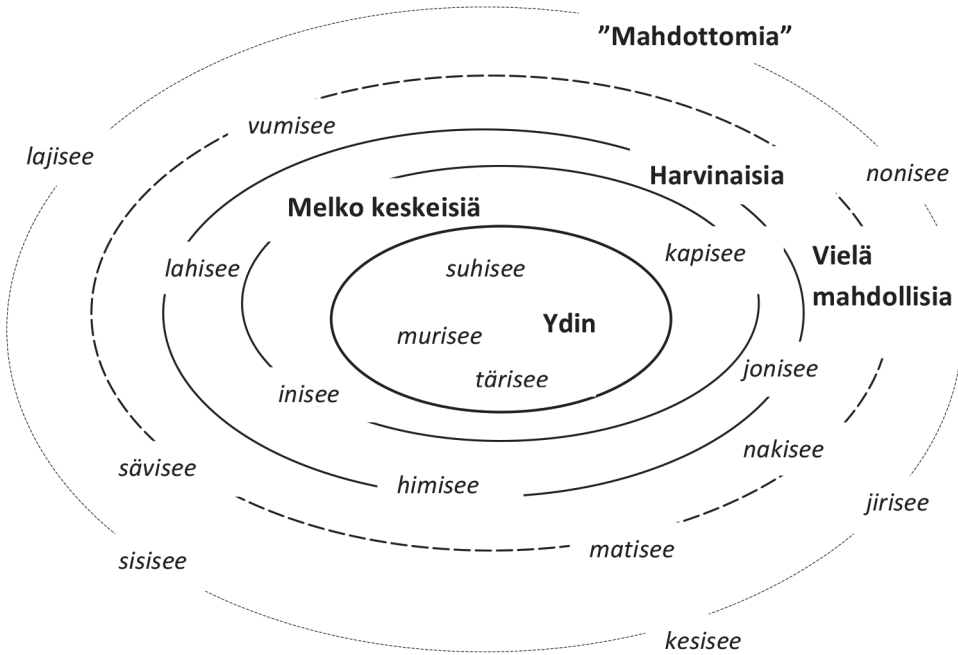 ”Mahdottomia”
vumisee
lajisee
Harvinaisia
nonisee
Melko keskeisiä
lahisee
suhisee
kapisee
Vielä
mahdollisia
murisee
Ydin
tärisee
jonisee
inisee
sävisee
himisee
nakisee
jirisee
sisisee
matisee
kesisee